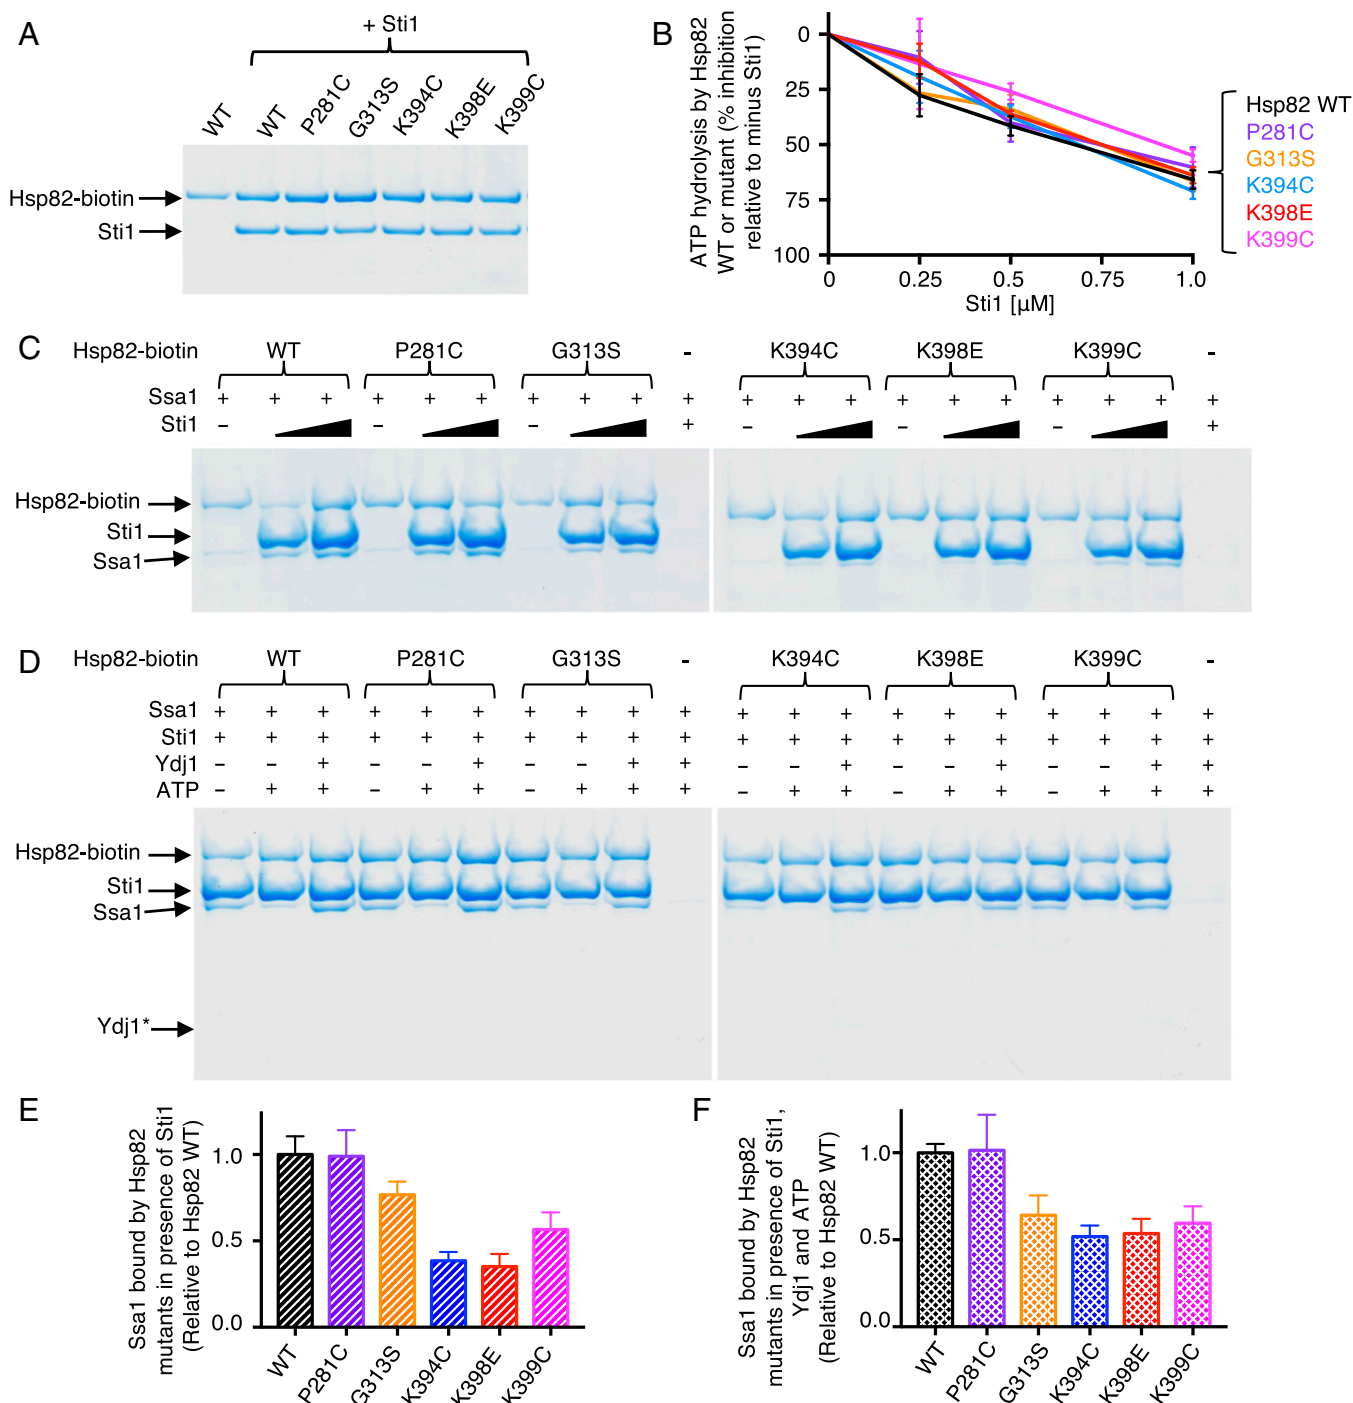 A
+ Sti1
WT
WT
P281C
G313S
K394C
K398E
K399C
Hsp82-biotin
Sti1
B
ATP hydrolysis by Hsp82
WT or mutant (% inhibition
relative to minus Sti1)
0
25
50
75
100
0
0.25
0.5
0.75
1.0
Sti1 [µM]
Hsp82 WT
P281C
G313S
K394C
K398E
K399C
C
Hsp82-biotin WT P281C G313S - K394C K398E K399C -
Ssa1 + + + + + + + + + + + + + + + + + + + +
Sti1 – – – + – – – +
Hsp82-biotin
Sti1
Ssa1
D
Hsp82-biotin WT P281C G313S - K394C K398E K399C -
Ssa1 + + + + + + + + + + + + + + + + + + + +
Sti1 + + + + + + + + + + + + + + + + + + + +
Ydj1 – – + – – + – – + + – – + – – + – – + +
ATP – + + – + + – + + + – + + – + + – + + +
Hsp82-biotin
Sti1
Ssa1
Ydj1*
E
Ssa1 bound by Hsp82
mutants in presence of Sti1
(Relative to Hsp82 WT)
1.0
0.5
0.0
WT
P281C
G313S
K394C
K398E
K399C
F
Ssa1 bound by Hsp82
mutants in presence of Sti1,
Ydj1 and ATP
(Relative to Hsp82 WT)
1.0
0.5
0.0
WT
P281C
G313S
K394C
K398E
K399C